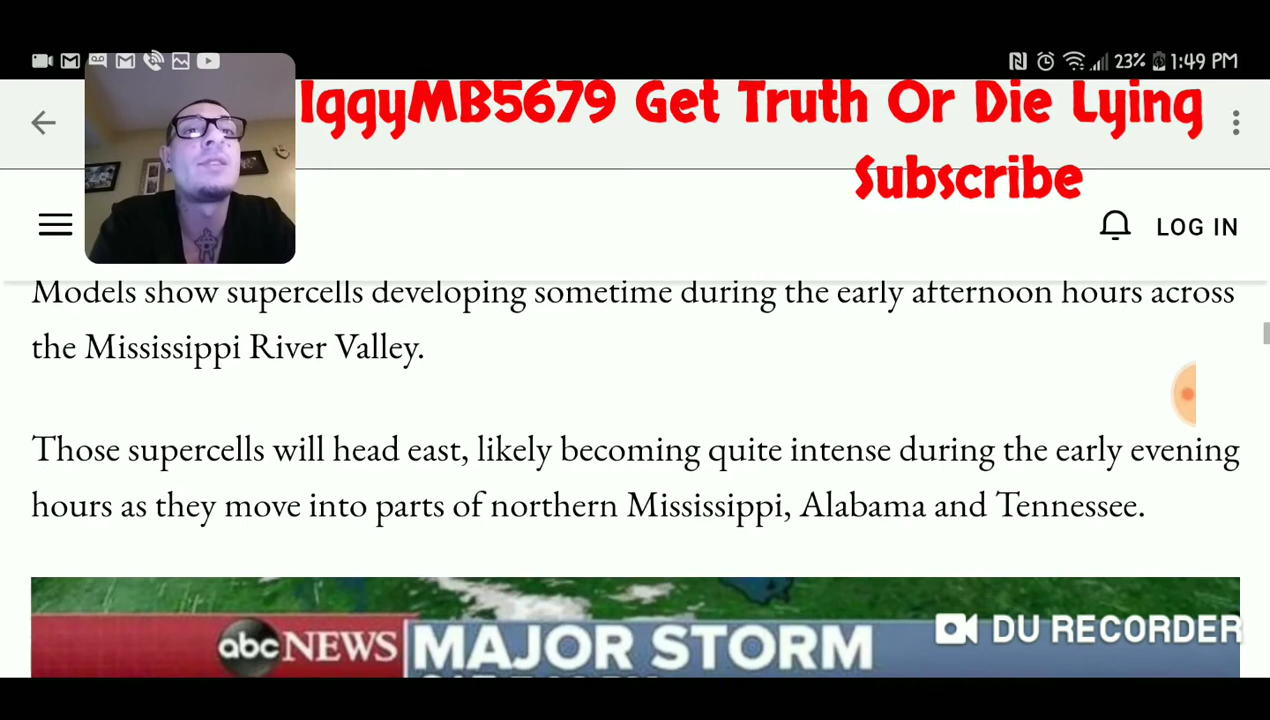 23% 1:49 PM
IggyMB5679 Get Truth Or Die Lying
Subscribe
LOG IN
Models show supercells developing sometime during the early afternoon hours across
the Mississippi River Valley.
Those supercells will head east, likely becoming quite intense during the early evening
hours as they move into parts of northern Mississippi, Alabama and Tennessee.
abc NEWS
MAJOR STORM
DU RECORDER